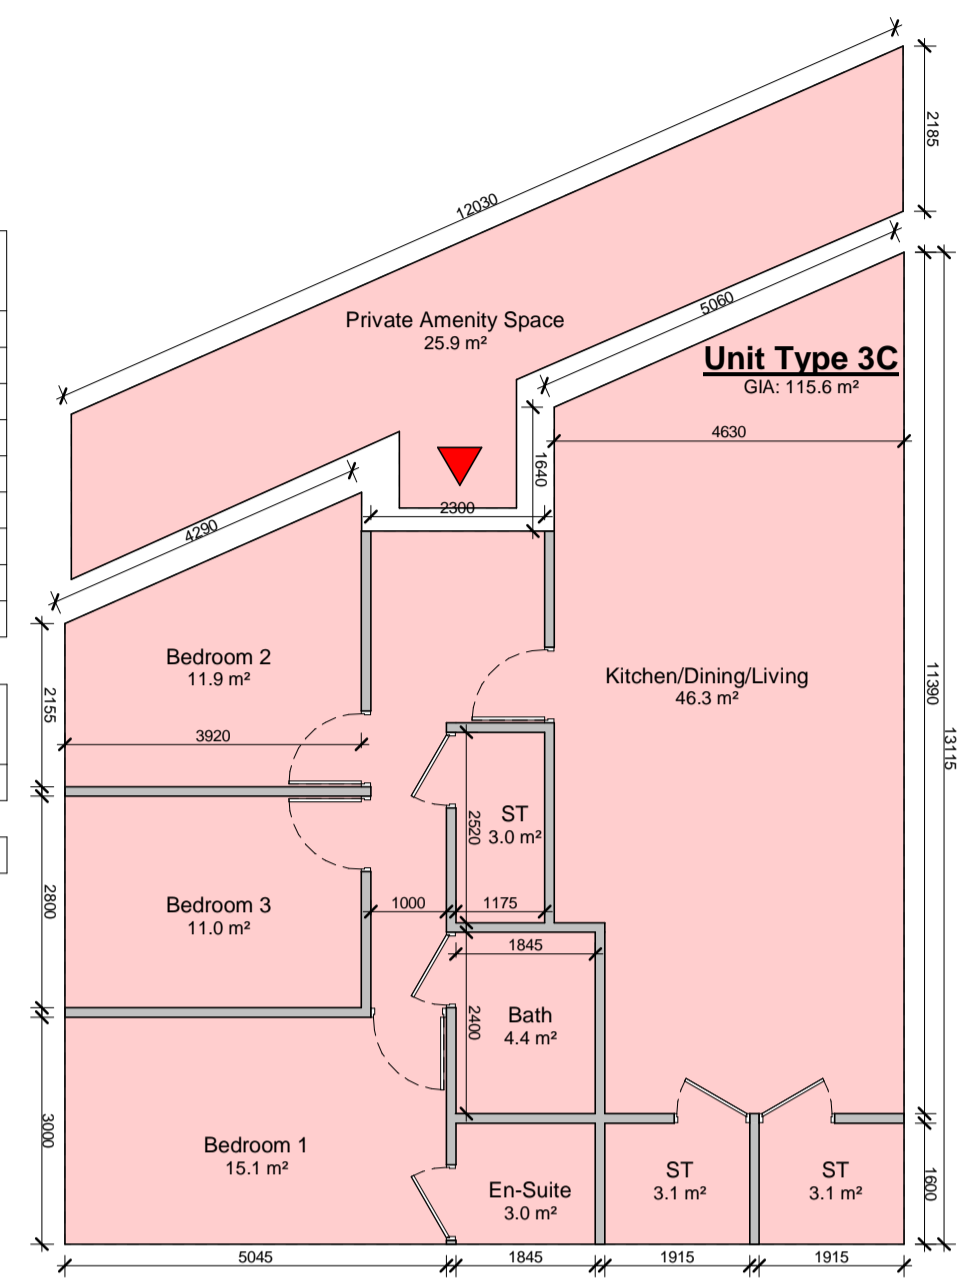 12030
2185
5060
Private Amenity Space
25.9 m²
Unit Type 3C
GIA: 115.6 m²
4630
1640
2300
4290
Bedroom 2
11.9 m²
Kitchen/Dining/Living
46.3 m²
11390
13115
2155
3920
ST
3.0 m²
2520
Bedroom 3
11.0 m²
2800
1000
1175
1845
Bath
4.4 m²
2400
3000
Bedroom 1
15.1 m²
En-Suite
3.0 m²
ST
3.1 m²
ST
3.1 m²
1600
5045
1845
1915
1915